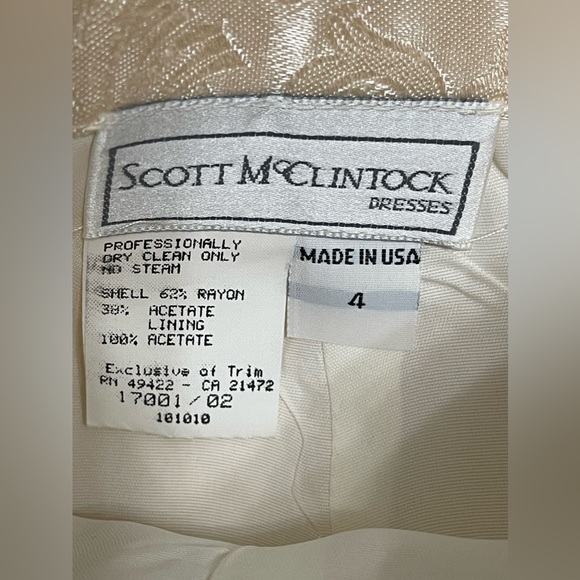 SCOTT McCLINTOCK
DRESSES
PROFESSIONALLY
DRY CLEAN ONLY
NO STEAM
SHELL 62% RAYON
38% ACETATE
LINING
100% ACETATE
Exclusive of Trim
RN 49422 - CA 21472
17001/02
101010
MADE IN USA
4